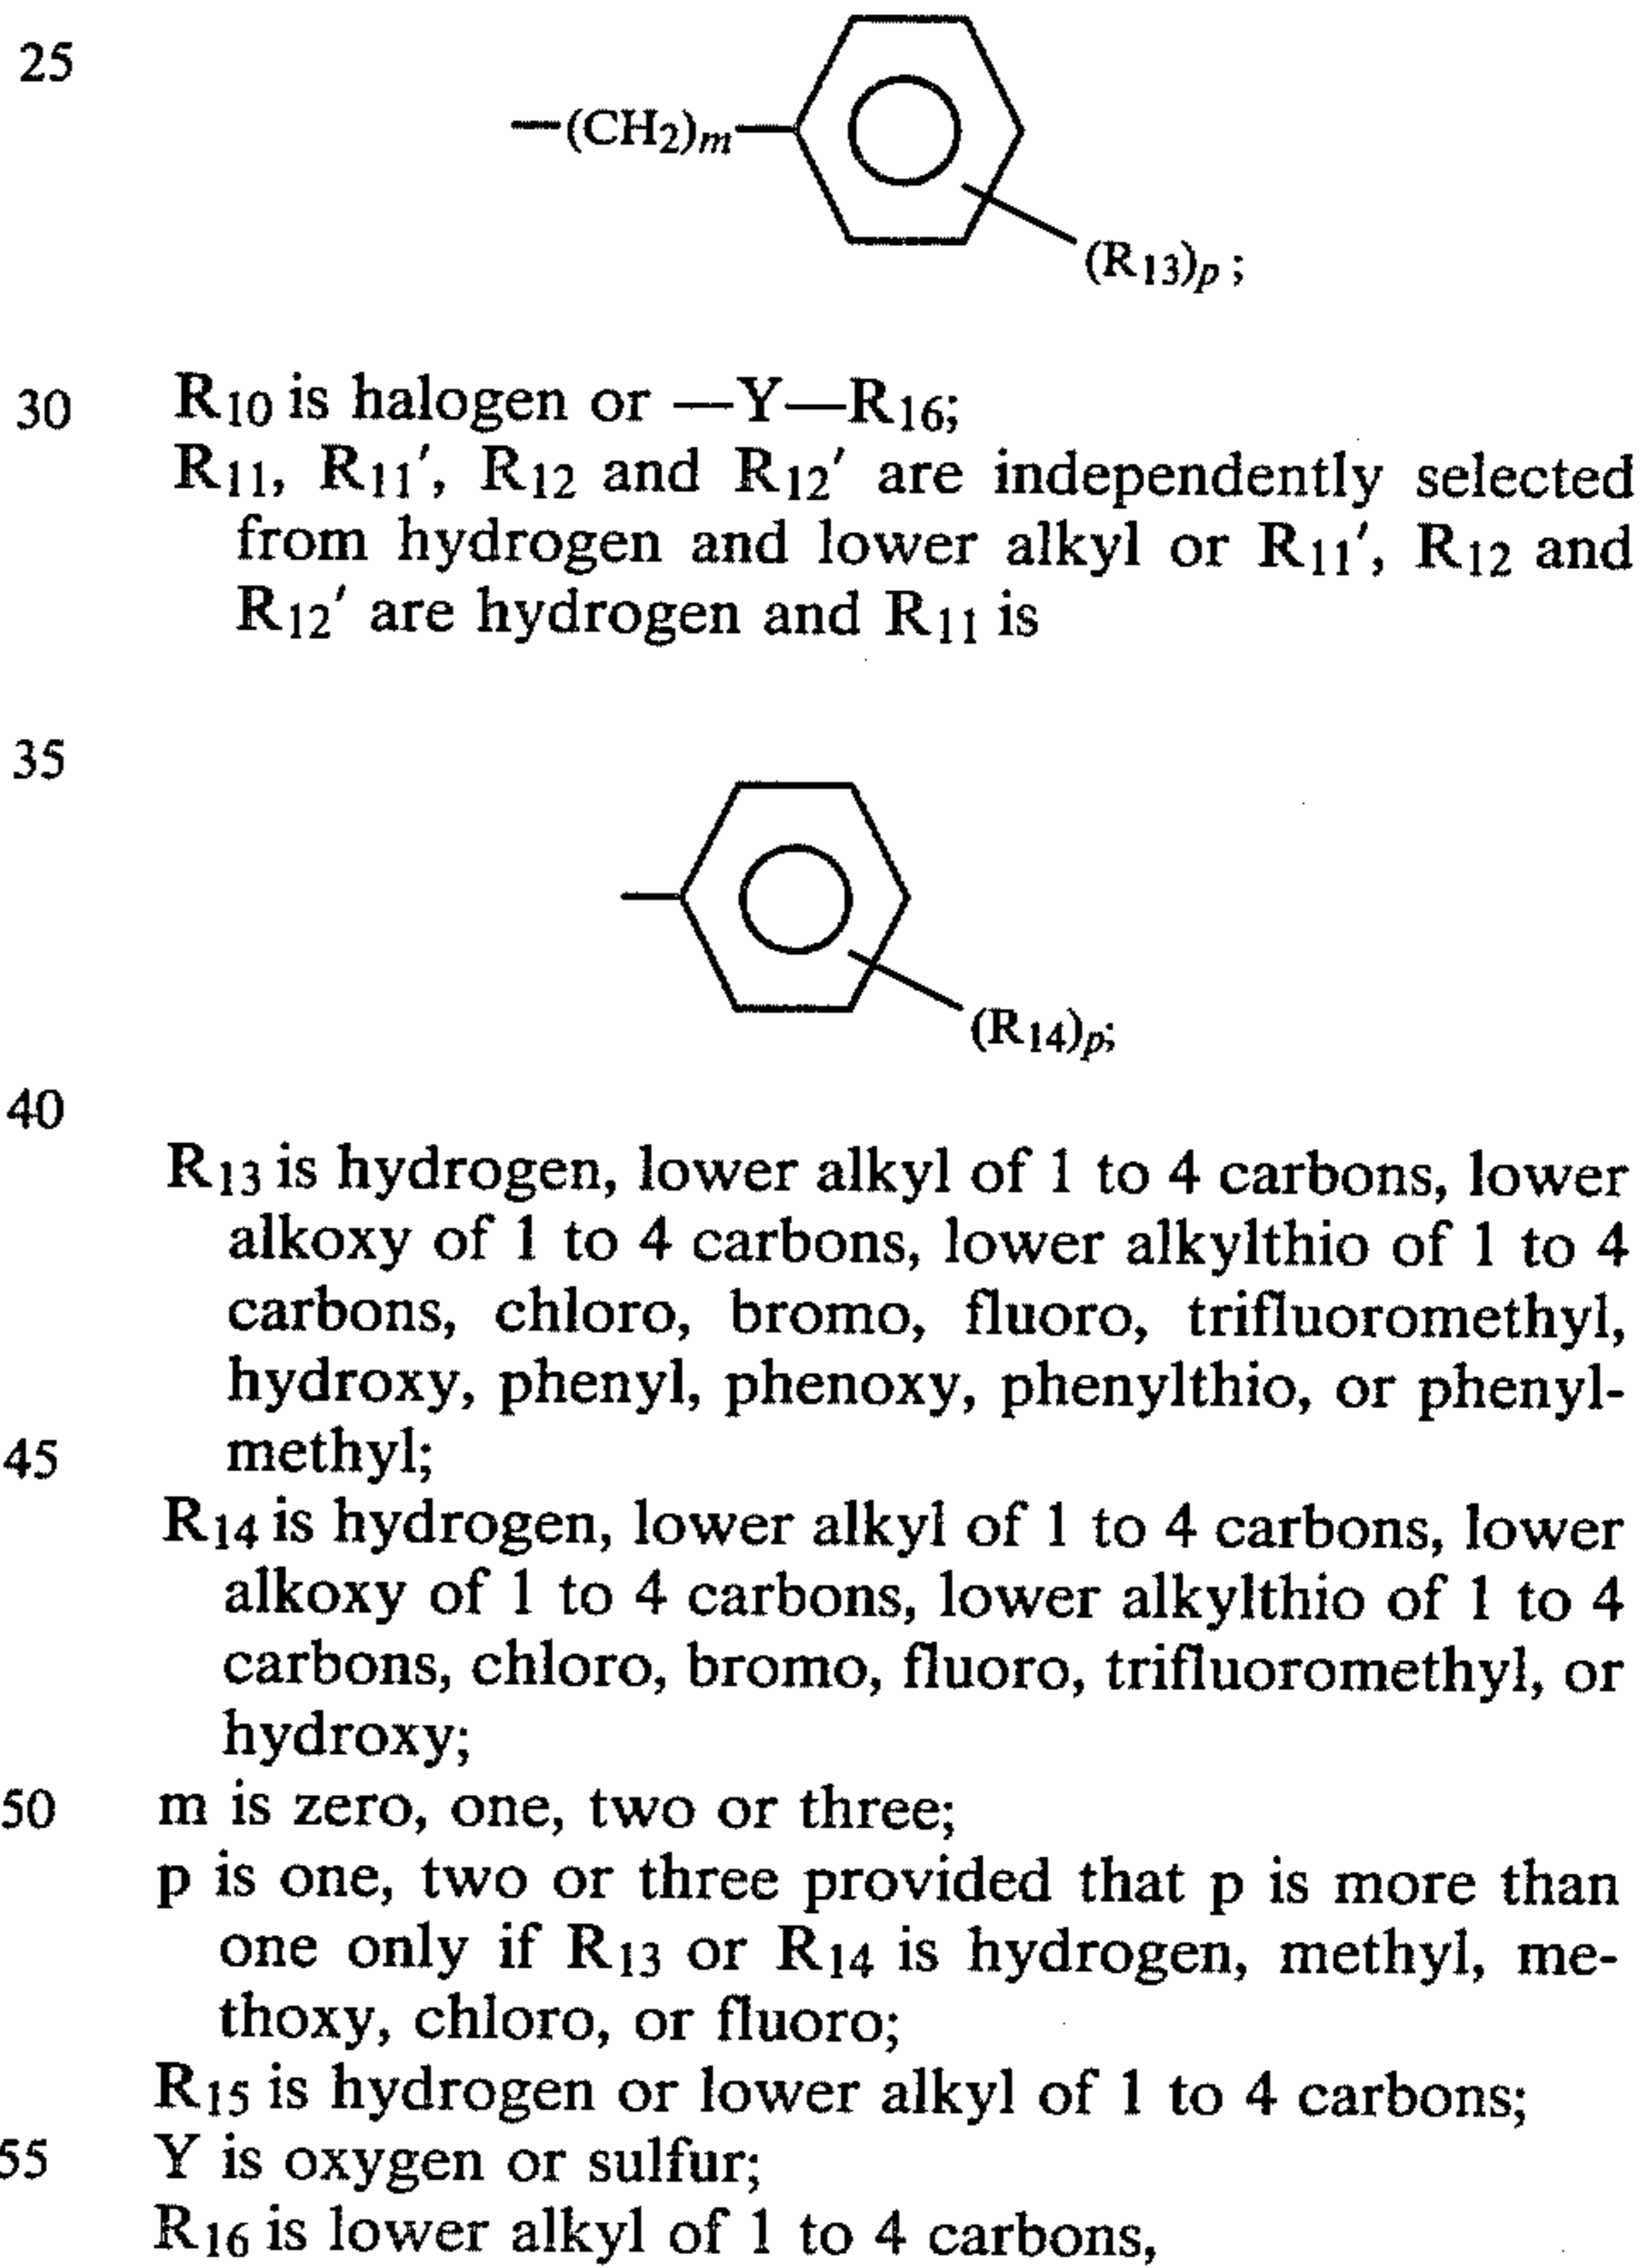 25
—(CH2)m—
(R13)p ;
30 R10 is halogen or —Y—R16;
R11, R11′, R12 and R12′ are independently selected
from hydrogen and lower alkyl or R11′, R12 and
R12′ are hydrogen and R11 is
35
(R14)p;
40
R13 is hydrogen, lower alkyl of 1 to 4 carbons, lower
alkoxy of 1 to 4 carbons, lower alkylthio of 1 to 4
carbons, chloro, bromo, fluoro, trifluoromethyl,
hydroxy, phenyl, phenoxy, phenylthio, or phenyl-
45 methyl;
R14 is hydrogen, lower alkyl of 1 to 4 carbons, lower
alkoxy of 1 to 4 carbons, lower alkylthio of 1 to 4
carbons, chloro, bromo, fluoro, trifluoromethyl, or
hydroxy;
50 m is zero, one, two or three;
p is one, two or three provided that p is more than
one only if R13 or R14 is hydrogen, methyl, me-
thoxy, chloro, or fluoro;
R15 is hydrogen or lower alkyl of 1 to 4 carbons;
55 Y is oxygen or sulfur;
R16 is lower alkyl of 1 to 4 carbons,